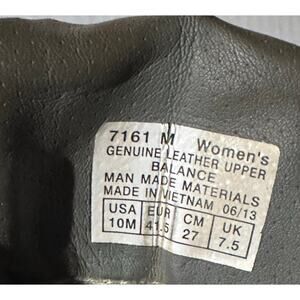 7161 M Women's
GENUINE LEATHER UPPER
BALANCE
MAN MADE MATERIALS
MADE IN VIETNAM 06/13
USA EUR CM UK
10M 41.5 27 7.5